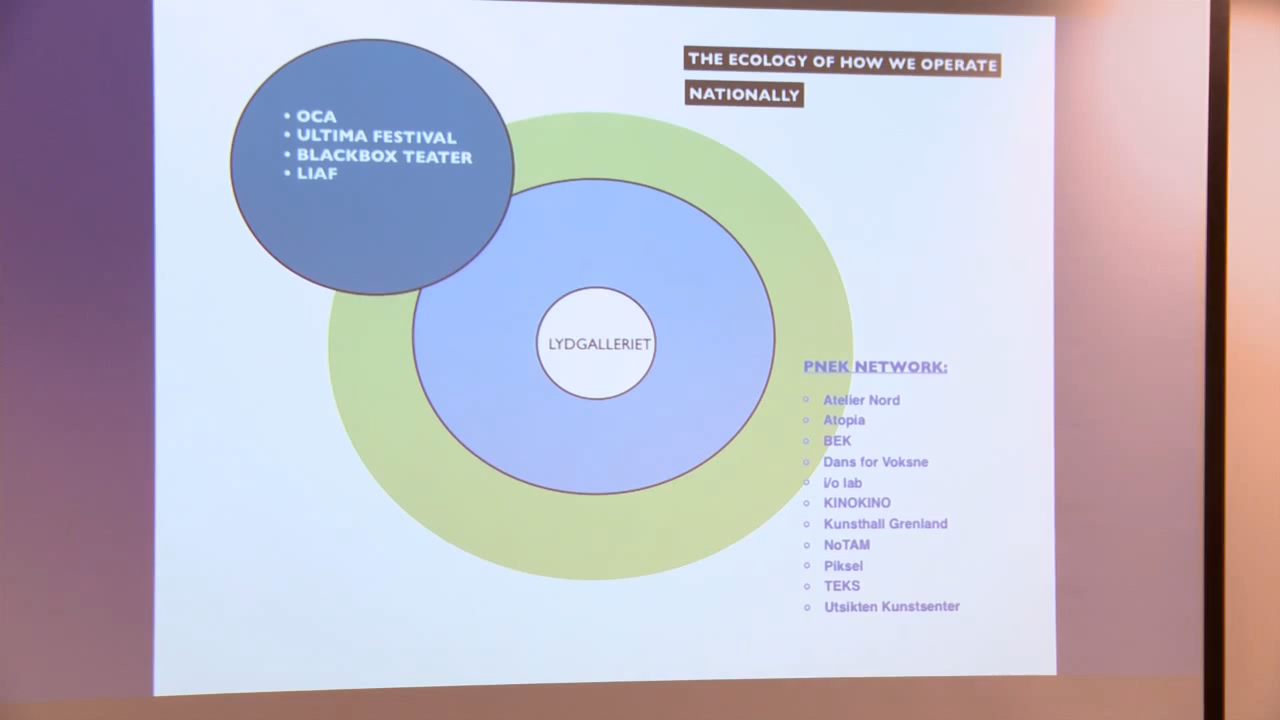 THE ECOLOGY OF HOW WE OPERATE
NATIONALLY
• OCA
• ULTIMA FESTIVAL
• BLACKBOX TEATER
• LIAF
LYDGALLERIET
PNEK NETWORK:
o Atelier Nord
o Atopia
o BEK
o Dans for Voksne
o i/o lab
o KINOKINO
o Kunsthall Grenland
o NoTAM
o Piksel
o TEKS
o Utsikten Kunstsenter